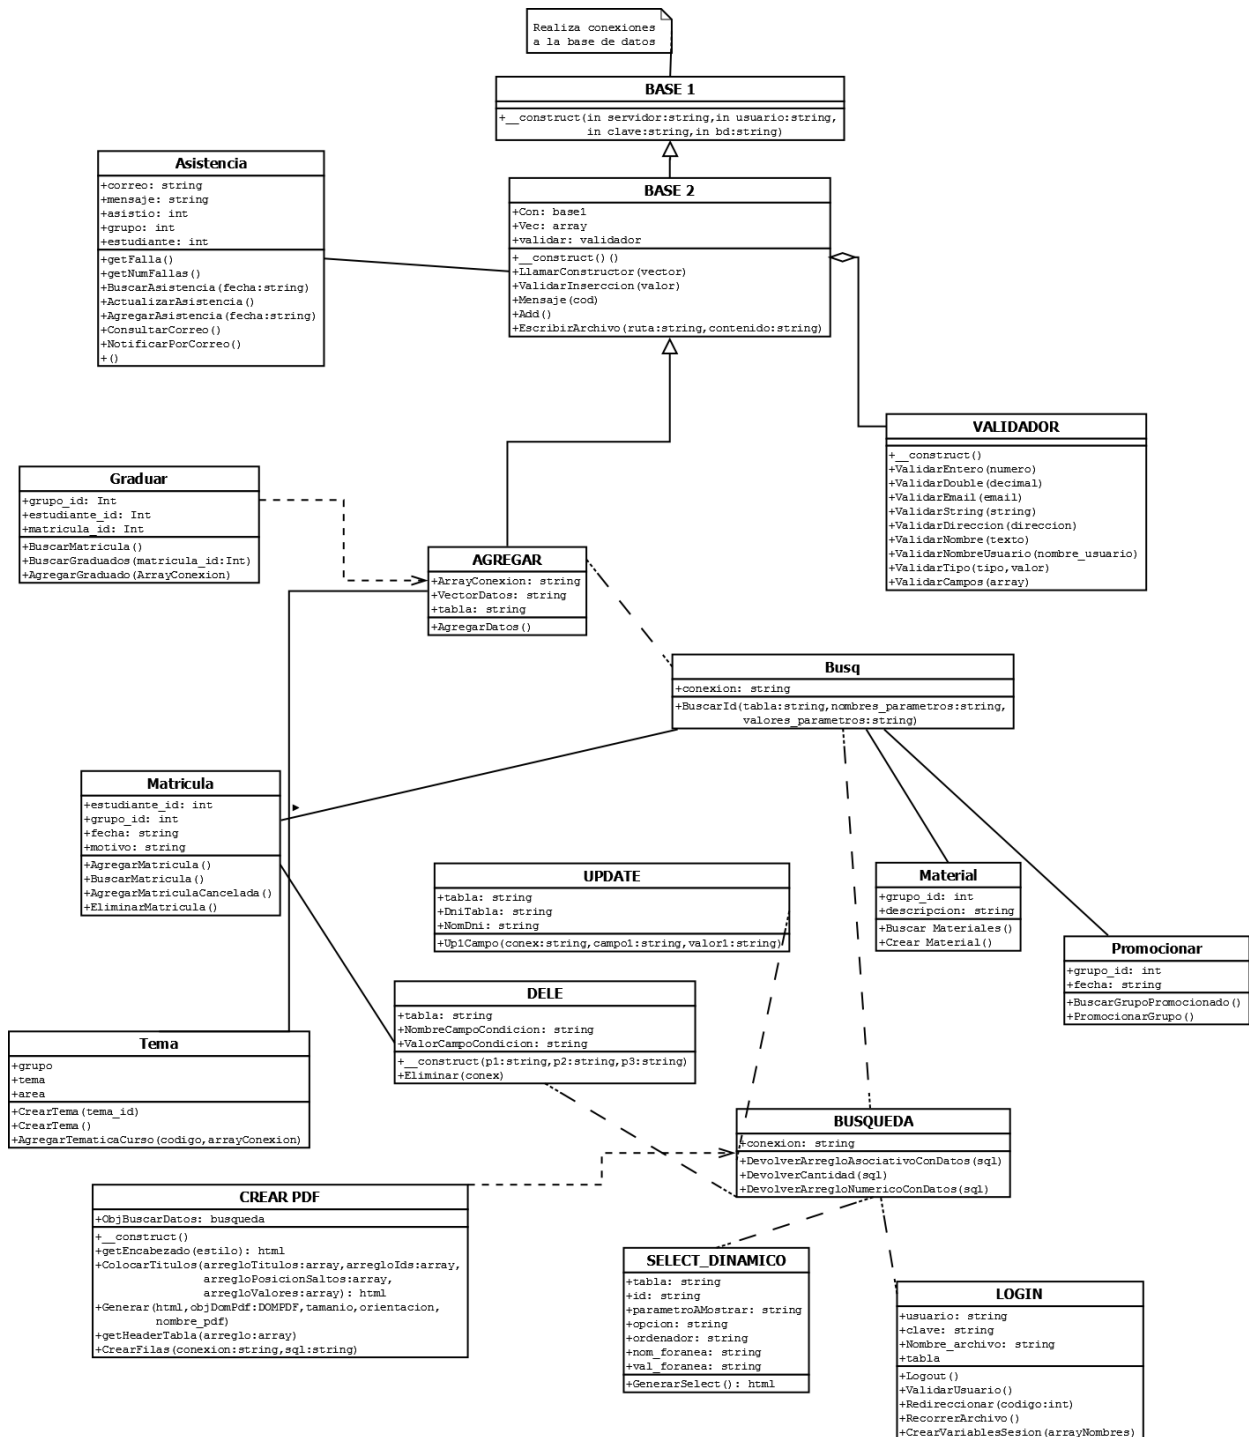 Realiza conexiones
a la base de datos
BASE 1
+__construct(in servidor:string,in usuario:string,
in clave:string,in bd:string)
Asistencia
+correo: string
+mensaje: string
+asistio: int
+grupo: int
+estudiante: int
+getFalla()
+getNumFallas()
+BuscarAsistencia(fecha:string)
+ActualizarAsistencia()
+AgregarAsistencia(fecha:string)
+ConsultarCorreo()
+NotificarPorCorreo()
+()
BASE 2
+Con: base1
+Vec: array
+validar: validador
+__construct()()
+LlamarConstructor(vector)
+ValidarInserccion(valor)
+Mensaje(cod)
+Add()
+EscribirArchivo(ruta:string,contenido:string)
VALIDADOR
+__construct()
+ValidarEntero(numero)
+ValidarDouble(decimal)
+ValidarEmail(email)
+ValidarString(string)
+ValidarDireccion(direccion)
+ValidarNombre(texto)
+ValidarNombreUsuario(nombre_usuario)
+ValidarTipo(tipo,valor)
+ValidarCampos(array)
Graduar
+grupo_id: Int
+estudiante_id: Int
+matricula_id: Int
+BuscarMatricula()
+BuscarGraduados(matricula_id:Int)
+AgregarGraduado(ArrayConexion)
AGREGAR
+ArrayConexion: string
+VectorDatos: string
+tabla: string
+AgregarDatos()
Busq
+conexion: string
+BuscarId(tabla:string,nombres_parametros:string,
valores_parametros:string)
Matricula
+estudiante_id: int
+grupo_id: int
+fecha: string
+motivo: string
+AgregarMatricula()
+BuscarMatricula()
+AgregarMatriculaCancelada()
+EliminarMatricula()
UPDATE
+tabla: string
+DniTabla: string
+NomDni: string
+Up1Campo(conex:string,campo1:string,valor1:string)
Material
+grupo_id: int
+descripcion: string
+Buscar Materiales()
+Crear Material()
Promocionar
+grupo_id: int
+fecha: string
+BuscarGrupoPromocionado()
+PromocionarGrupo()
DELE
+tabla: string
+NombreCampoCondicion: string
+ValorCampoCondicion: string
+__construct(p1:string,p2:string,p3:string)
+Eliminar(conex)
Tema
+grupo
+tema
+area
+CrearTema(tema_id)
+CrearTema()
+AgregarTematicaCurso(codigo,arrayConexion)
BUSQUEDA
+conexion: string
+DevolverArregloAsociativoConDatos(sql)
+DevolverCantidad(sql)
+DevolverArregloNumericoConDatos(sql)
CREAR PDF
+ObjBuscarDatos: busqueda
+__construct()
+getEncabezado(estilo): html
+ColocarTitulos(arregloTitulos:array,arregloIds:array,
arregloPosicionSaltos:array,
arregloValores:array): html
+Generar(html,objDomPdf:DOMPDF,tamanio,orientacion,
nombre_pdf)
+getHeaderTabla(arreglo:array)
+CrearFilas(conexion:string,sql:string)
SELECT_DINAMICO
+tabla: string
+id: string
+parametroAMostrar: string
+opcion: string
+ordenador: string
+nom_foranea: string
+val_foranea: string
+GenerarSelect(): html
LOGIN
+usuario: string
+clave: string
+Nombre_archivo: string
+tabla
+Logout()
+ValidarUsuario()
+Redireccionar(codigo:int)
+RecorrerArchivo()
+CrearVariablesSesion(arrayNombres)